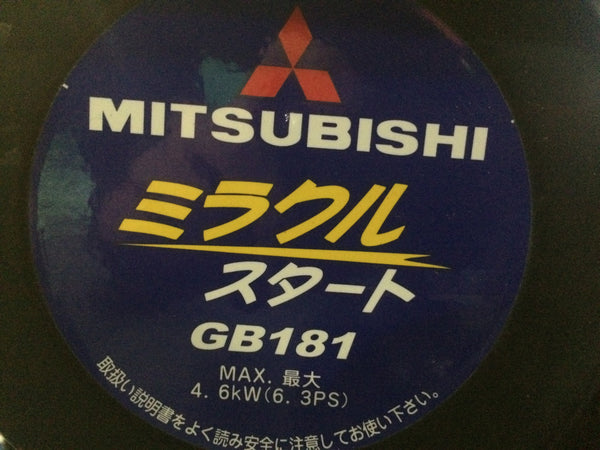 MITSUBISHI
ミラクル
スタート
GB181
MAX. 最大
4. 6kW(6. 3PS)
取扱い説明書をよく読み安全に注意してお使い下さい。